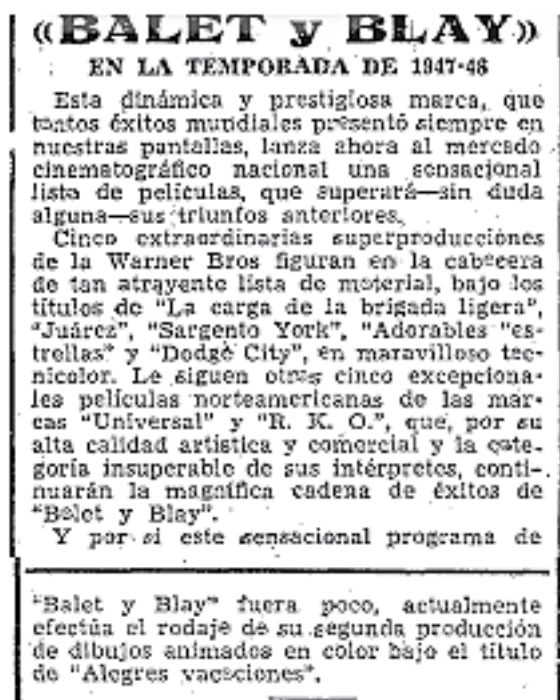 «BALET y BLAY»
EN LA TEMPORADA DE 1947-48
Esta dinámica y prestigiosa marca, que
tantos éxitos mundiales presentó siempre en
nuestras pantallas, lanza ahora al mercado
cinematográfico nacional una sensacional
lista de películas, que superará—sin duda
alguna—sus triunfos anteriores.
Cinco extraordinarias superproducciones
de la Warner Bros figuran en la cabecera
de tan atrayente lista de material, bajo los
títulos de "La carga de la brigada ligera",
"Juárez", "Sargento York", "Adorables "es-
trellas" y "Dodge City", en maravilloso tec-
nicolor. Le siguen otras cinco excepciona-
les películas norteamericanas de las mar-
cas "Universal" y "R. K. O.", que, por su
alta calidad artística y comercial y la cate-
goría insuperable de sus intérpretes, conti-
nuarán la magnífica cadena de éxitos de
"Balet y Blay".
Y por si este sensacional programa de
"Balet y Blay" fuera poco, actualmente
efectúa el rodaje de su segunda producción
de dibujos animados en color bajo el título
de "Alegres vacaciones".